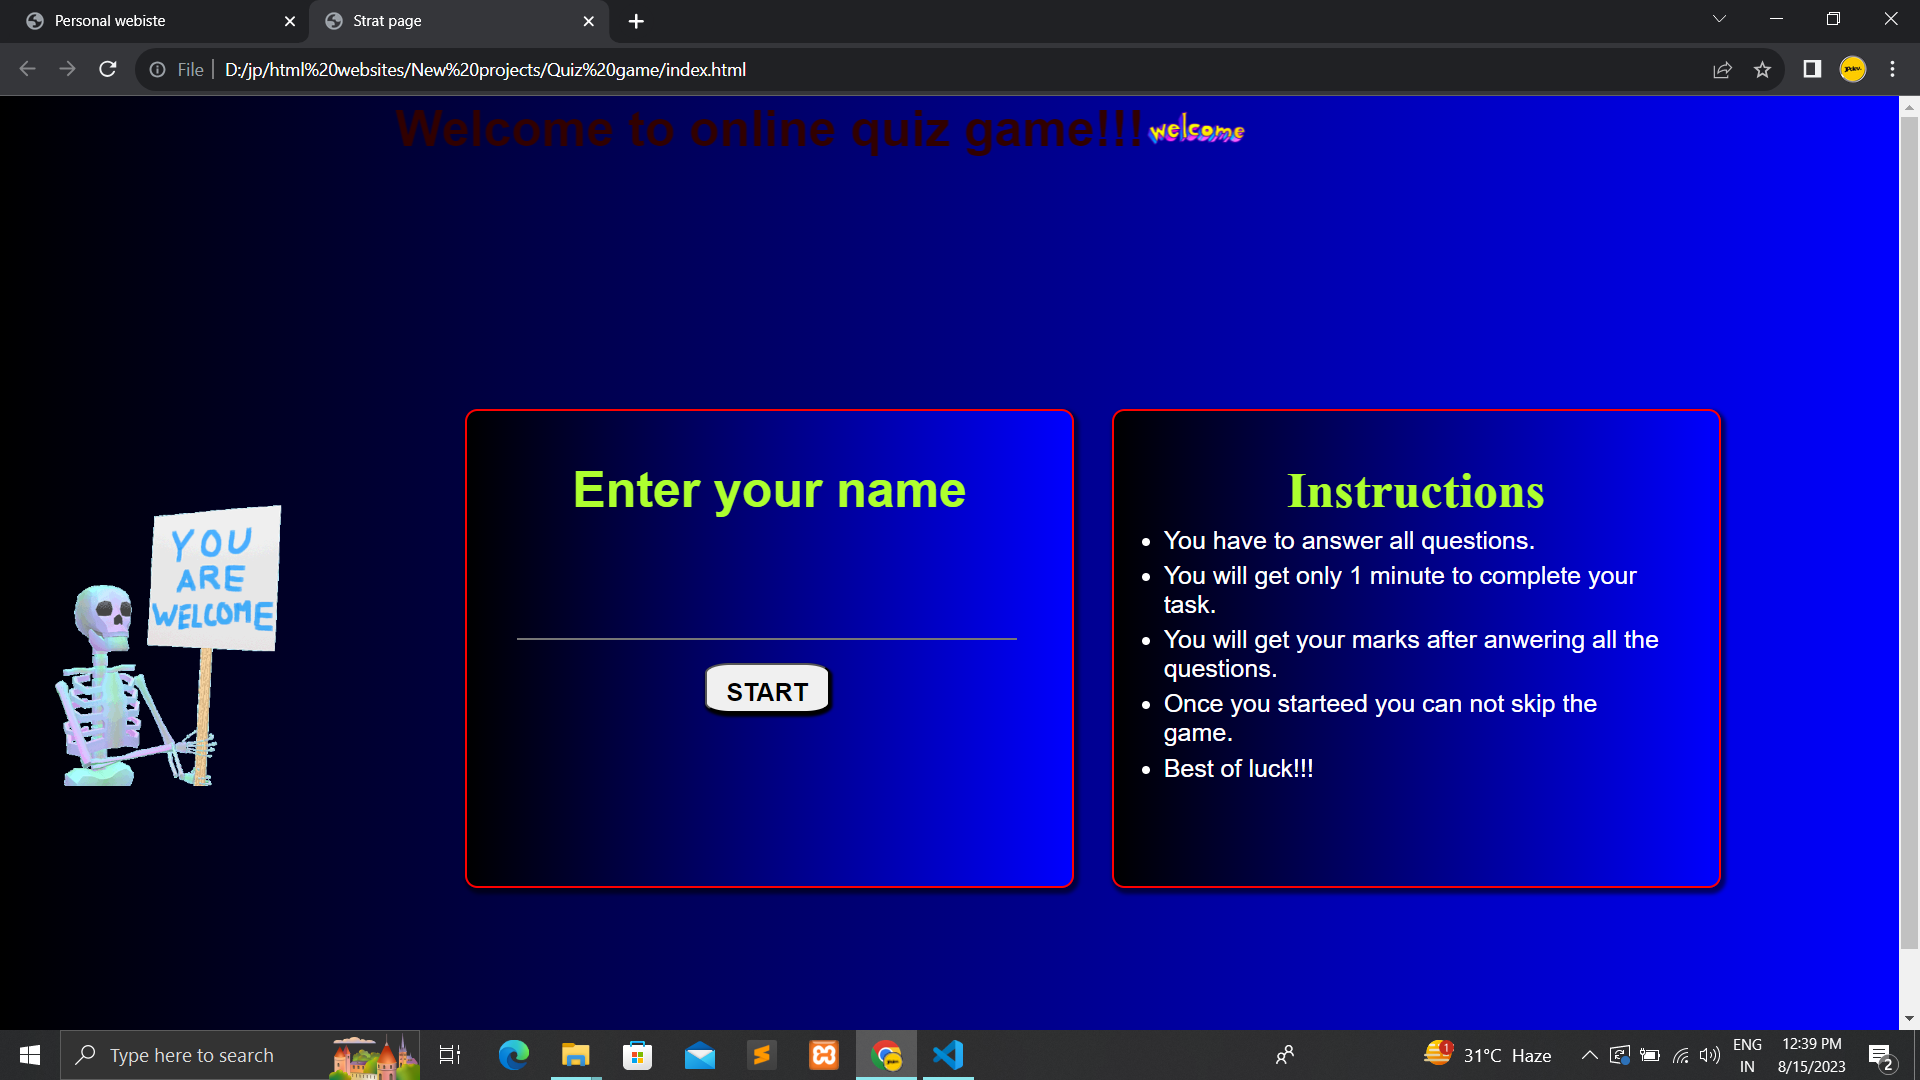 Personal webiste
Strat page
File
D:/jp/html%20websites/New%20projects/Quiz%20game/index.html
Welcome to online quiz game!!!
welcome
YOU
ARE
WELCOME
Enter your name
START
Instructions
You have to answer all questions.
You will get only 1 minute to complete your
task.
You will get your marks after anwering all the
questions.
Once you starteed you can not skip the
game.
Best of luck!!!
Type here to search
1
31°C Haze
ENG
IN
12:39 PM
8/15/2023
2